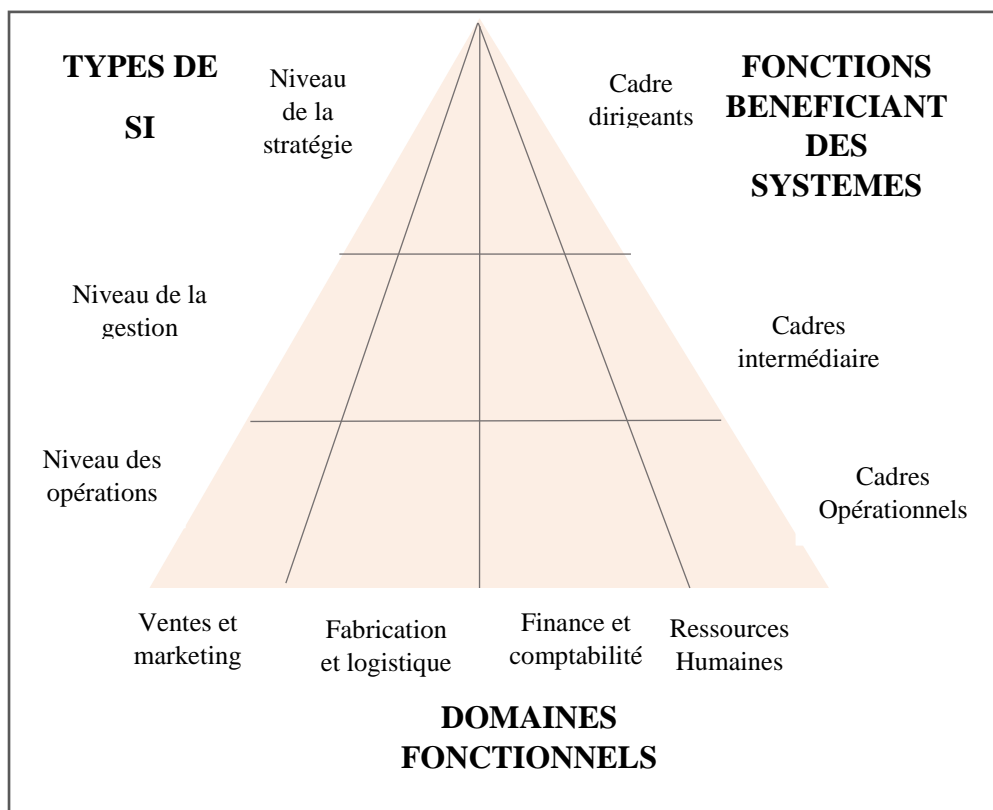 TYPES DE
SI
Niveau
de la
stratégie
Cadre
dirigeants
FONCTIONS
BENEFICIANT
DES
SYSTEMES
Niveau de la
gestion
Cadres
intermédiaire
Niveau des
opérations
Cadres
Opérationnels
Ventes et
marketing
Fabrication
et logistique
Finance et
comptabilité
Ressources
Humaines
DOMAINES
FONCTIONNELS